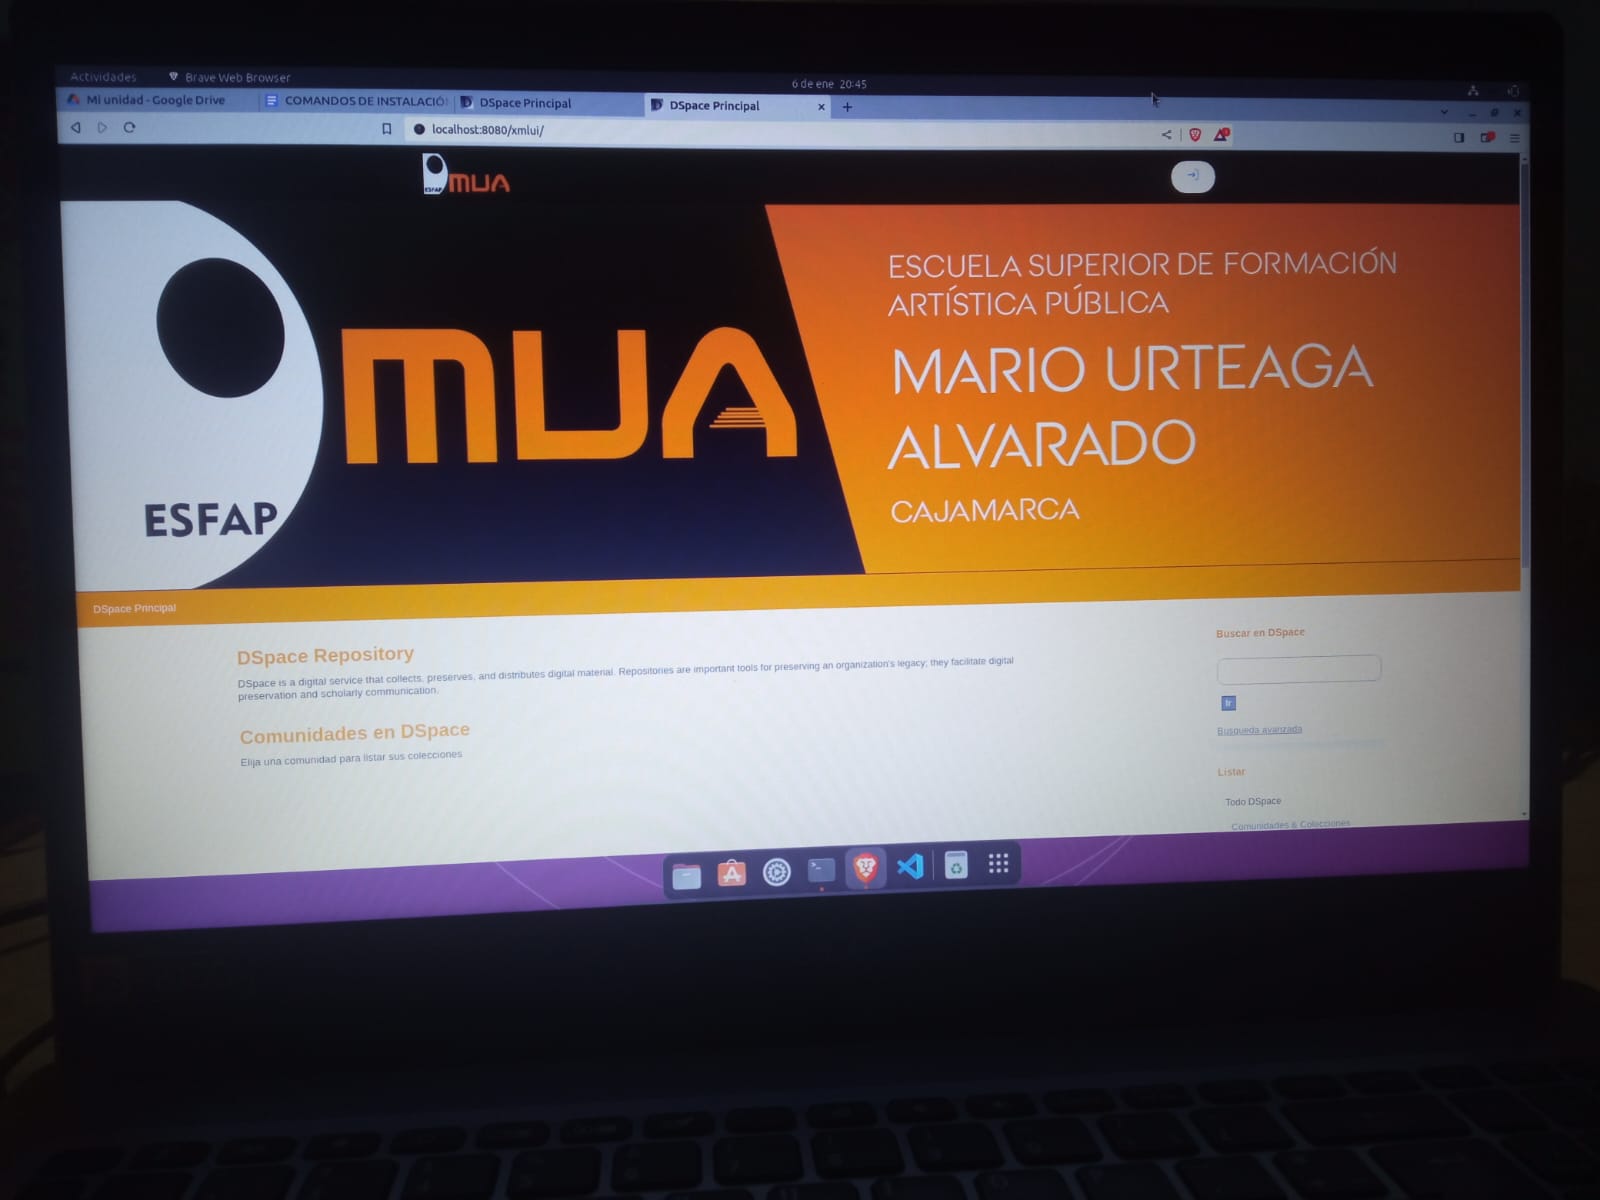 Actividades
Brave Web Browser
6 de ene 20:45
Mi unidad - Google Drive
COMANDOS DE INSTALACIÓ
DSpace Principal
DSpace Principal
localhost:8080/xmlui/
ESFAP MUA
ESFAP
MUA
ESCUELA SUPERIOR DE FORMACIÓN
ARTÍSTICA PÚBLICA
MARIO URTEAGA
ALVARADO
CAJAMARCA
DSpace Principal
DSpace Repository
DSpace is a digital service that collects, preserves, and distributes digital material. Repositories are important tools for preserving an organization's legacy; they facilitate digital
preservation and scholarly communication.
Comunidades en DSpace
Elija una comunidad para listar sus colecciones
Buscar en DSpace
Ir
Búsqueda avanzada
Listar
Todo DSpace
Comunidades & Colecciones